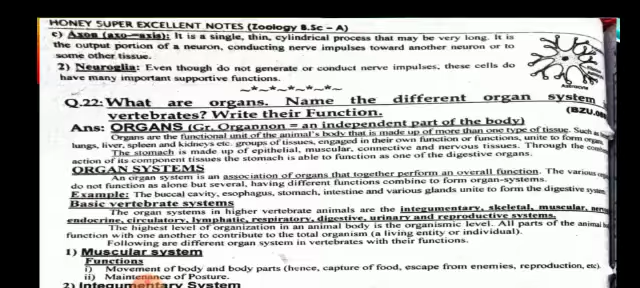 HONEY SUPER EXCELLENT NOTES (Zoology B.Sc – A)
c) Axon (axo=axis): It is a single, thin, cylindrical process that may be very long. It is
the output portion of a neuron, conducting nerve impulses toward another neuron or to
some other tissue.
2) Neuroglia: Even though do not generate or conduct nerve impulses, these cells do
have many important supportive functions.
Astrocyte
~*~*~*~*~*~
Q.22: What are organs. Name the different organ system
vertebrates? Write their Function.
(BZU.08
Ans: ORGANS (Gr. Organnon = an independent part of the body)
Organs are the functional unit of the animal's body that is made up of more than one type of tissue. Such as
lungs, liver, spleen and kidneys etc. groups of tissues, engaged in their own function or functions, unite to form organ
The stomach is made up of epithelial, muscular, connective and nervous tissues. Through the
action of its component tissues the stomach is able to function as one of the digestive organs.
ORGAN SYSTEMS
An organ system is an association of organs that together perform an overall function. The various
do not function as alone but several, having different functions combine to form organ-systems.
Example: The buccal cavity, esophagus, stomach, intestine and various glands unite to form the digestive
Basic vertebrate systems
The organ systems in higher vertebrate animals are the integumentary, skeletal, muscular,
endocrine, circulatory, lymphatic, respiratory, digestive, urinary and reproductive systems.
The highest level of organization in an animal body is the organismic level. All parts of the animal
function with one another to contribute to the total organism (a living entity or individual).
Following are different organ system in vertebrates with their functions.
1) Muscular system
Functions
i) Movement of body and body parts (hence, capture of food, escape from enemies, reproduction, etc).
ii) Maintenance of Posture.
2) Integumentary System